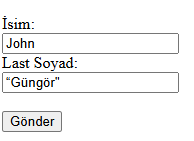 İsim:
John
Last Soyad:
“Güngör”
Gönder